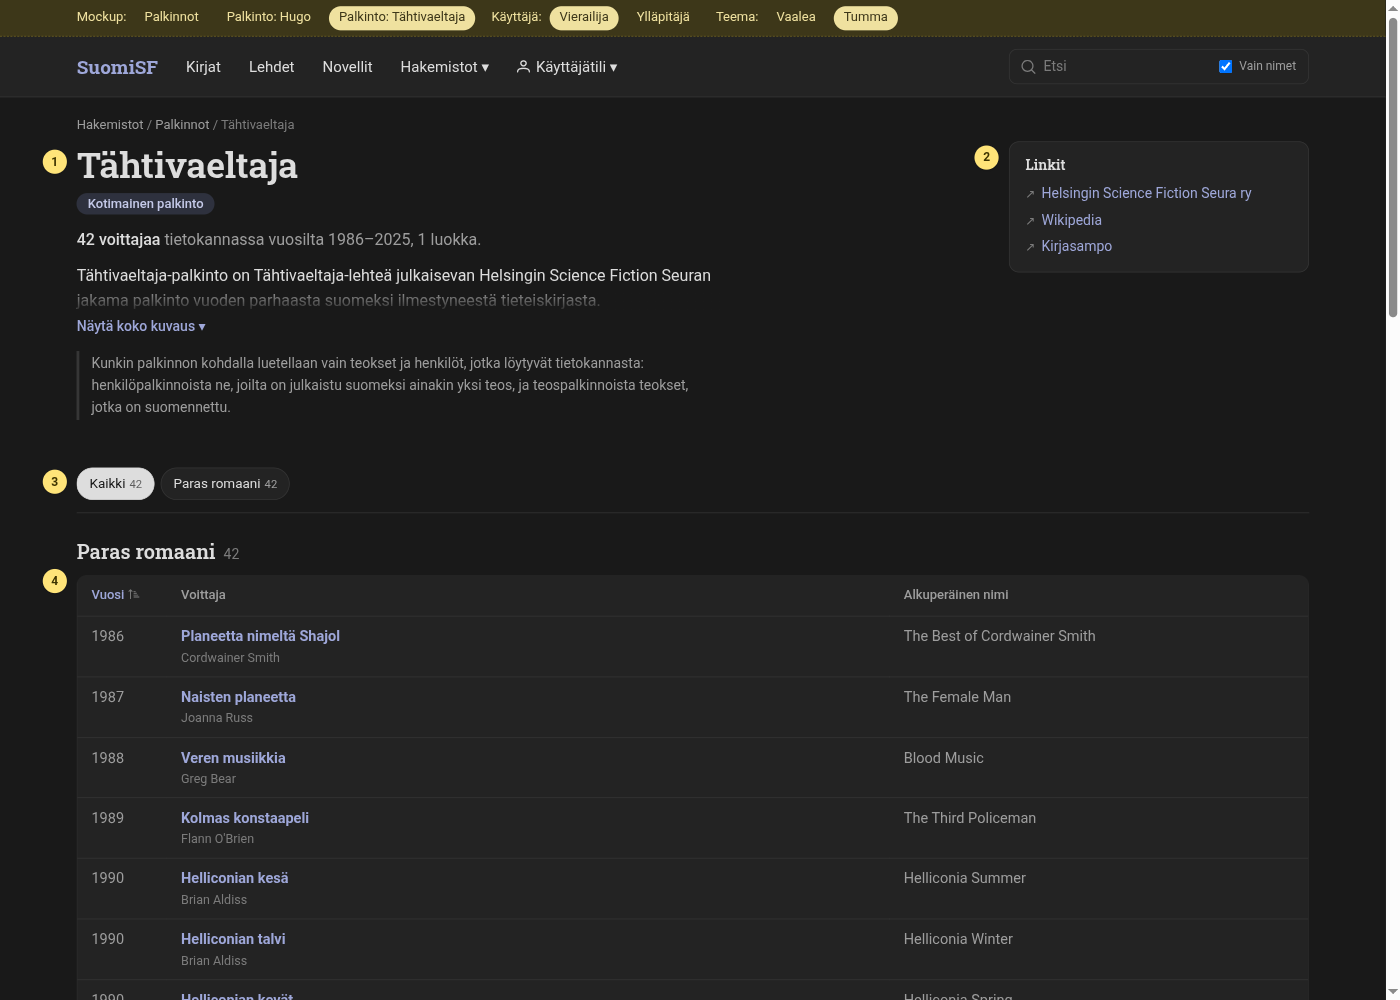 Mockup: Palkinnot Palkinto: Hugo Palkinto: Tähtivaeltaja Käyttäjä: Vierailija Ylläpitäjä Teema: Vaalea Tumma
SuomiSF Kirjat Lehdet Novellit Hakemistot ▾ Käyttäjätili ▾ Etsi Vain nimet
Hakemistot / Palkinnot / Tähtivaeltaja
1 Tähtivaeltaja
Kotimainen palkinto
42 voittajaa tietokannassa vuosilta 1986–2025, 1 luokka.
Tähtivaeltaja-palkinto on Tähtivaeltaja-lehteä julkaisevan Helsingin Science Fiction Seuran
jakama palkinto vuoden parhaasta suomeksi ilmestyneestä tieteiskirjasta.
Näytä koko kuvaus ▾
Kunkin palkinnon kohdalla luetellaan vain teokset ja henkilöt, jotka löytyvät tietokannasta:
henkilöpalkinnoista ne, joilta on julkaistu suomeksi ainakin yksi teos, ja teospalkinnoista teokset,
jotka on suomennettu.
2 Linkit
↗ Helsingin Science Fiction Seura ry
↗ Wikipedia
↗ Kirjasampo
3 Kaikki 42 Paras romaani 42
Paras romaani 42
4 Vuosi Voittaja Alkuperäinen nimi
1986 Planeetta nimeltä Shajol The Best of Cordwainer Smith
Cordwainer Smith
1987 Naisten planeetta The Female Man
Joanna Russ
1988 Veren musiikkia Blood Music
Greg Bear
1989 Kolmas konstaapeli The Third Policeman
Flann O'Brien
1990 Helliconian kesä Helliconia Summer
Brian Aldiss
1990 Helliconian talvi Helliconia Winter
Brian Aldiss
1990 Helliconian kevät Helliconia Spring